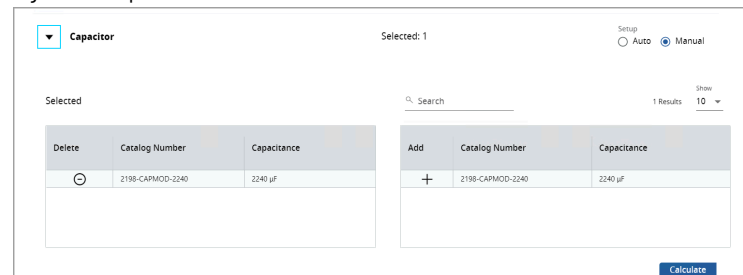 Capacitor
Selected: 1
Setup
Auto
Manual
Selected
Search
1 Results
Show
10
Delete Catalog Number Capacitance
2198-CAPMOD-2240 2240 µF
Add Catalog Number Capacitance
2198-CAPMOD-2240 2240 µF
Calculate